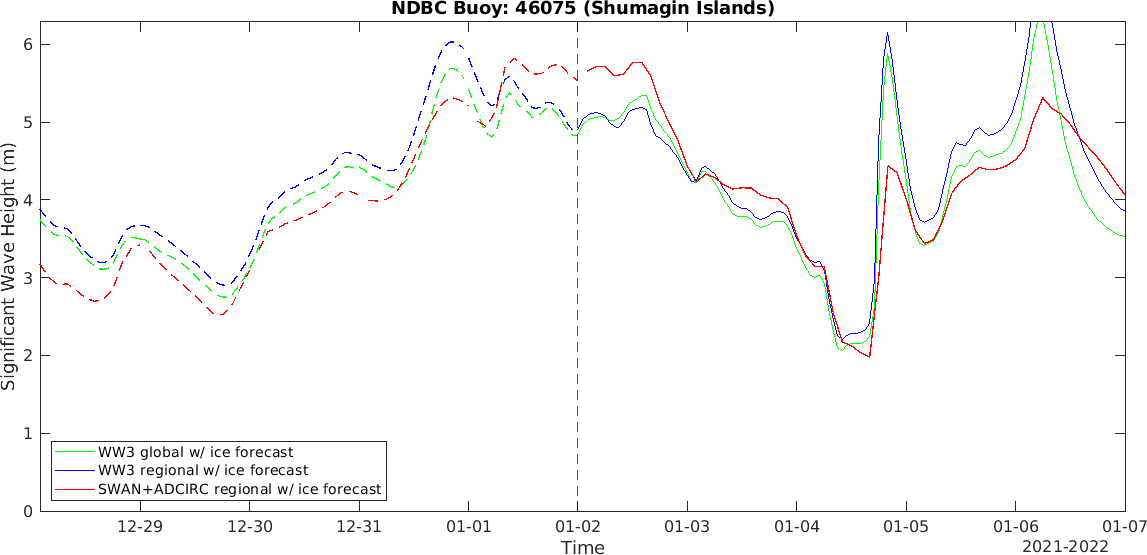 NDBC Buoy: 46075 (Shumagin Islands)
Significant Wave Height (m)
6
5
4
3
2
1
0
WW3 global w/ ice forecast
WW3 regional w/ ice forecast
SWAN+ADCIRC regional w/ ice forecast
12-29 12-30 12-31 01-01 01-02 01-03 01-04 01-05 01-06 01-07
Time
2021-2022